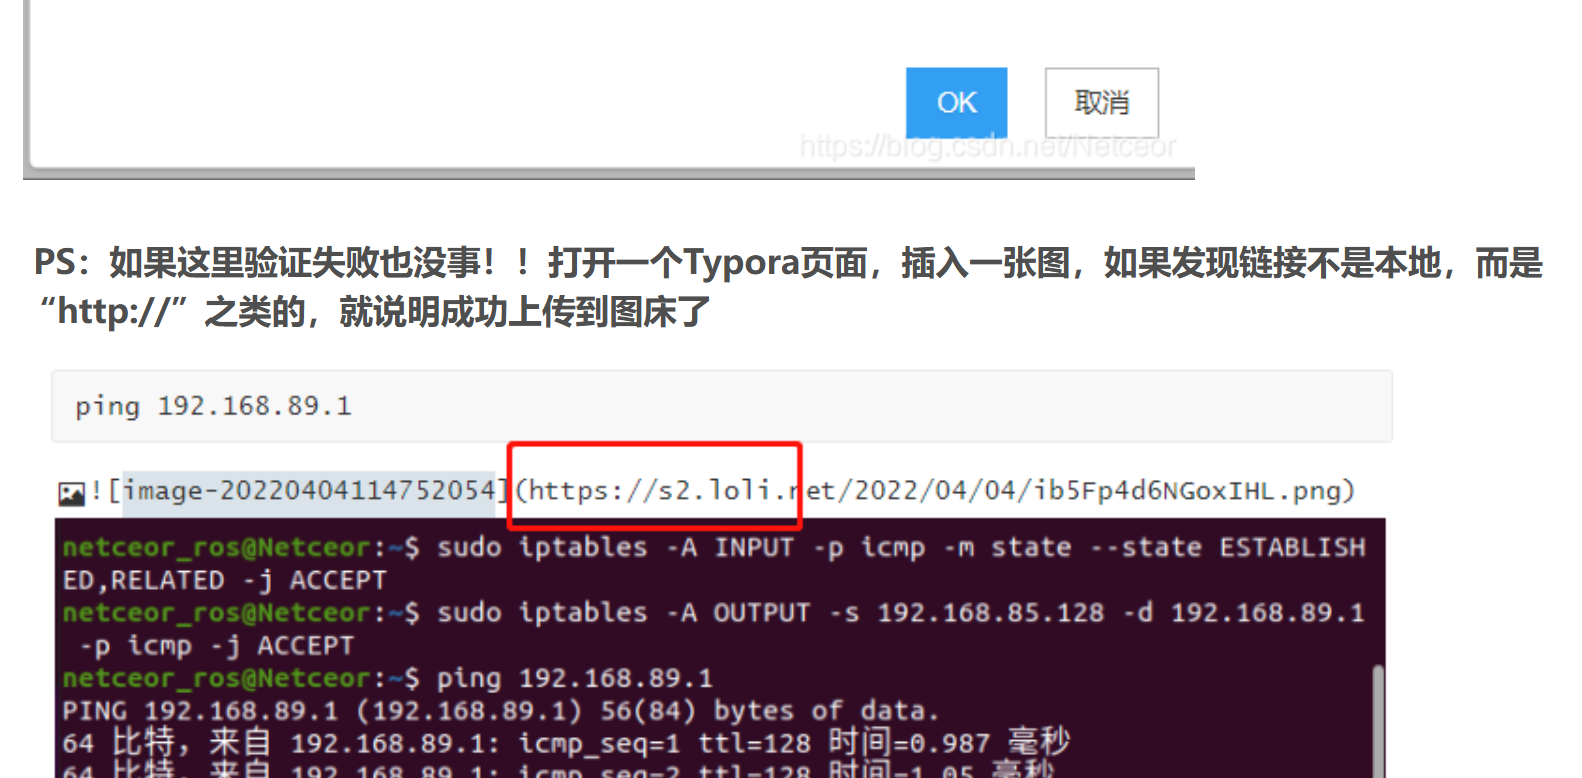 OK 取消
https://blog.csdn.net/Netceor
PS：如果这里验证失败也没事！！打开一个Typora页面，插入一张图，如果发现链接不是本地，而是
“http://”之类的，就说明成功上传到图床了
ping 192.168.89.1
![image-20220404114752054](https://s2.loli.net/2022/04/04/ib5Fp4d6NGoxIHL.png)
netceor_ros@Netceor:~$ sudo iptables -A INPUT -p icmp -m state --state ESTABLISH
ED,RELATED -j ACCEPT
netceor_ros@Netceor:~$ sudo iptables -A OUTPUT -s 192.168.85.128 -d 192.168.89.1
-p icmp -j ACCEPT
netceor_ros@Netceor:~$ ping 192.168.89.1
PING 192.168.89.1 (192.168.89.1) 56(84) bytes of data.
64 比特，来自 192.168.89.1: icmp_seq=1 ttl=128 时间=0.987 毫秒
64 比特，来自 192.168.89.1: icmp_seq=2 ttl=128 时间=1.05 毫秒